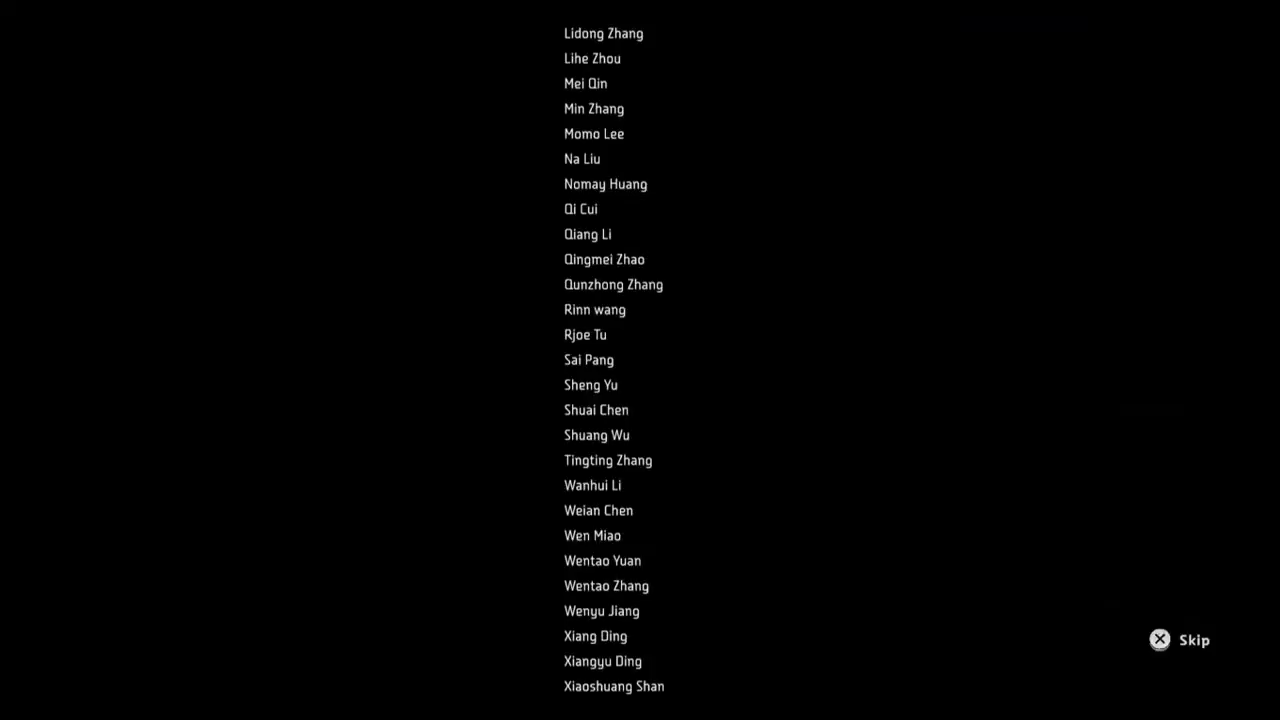 Lidong Zhang
Lihe Zhou
Mei Qin
Min Zhang
Momo Lee
Na Liu
Nomay Huang
Qi Cui
Qiang Li
Qingmei Zhao
Qunzhong Zhang
Rinn wang
Rjoe Tu
Sai Pang
Sheng Yu
Shuai Chen
Shuang Wu
Tingting Zhang
Wanhui Li
Weian Chen
Wen Miao
Wentao Yuan
Wentao Zhang
Wenyu Jiang
Xiang Ding
Skip
Xiangyu Ding
Xiaoshuang Shan